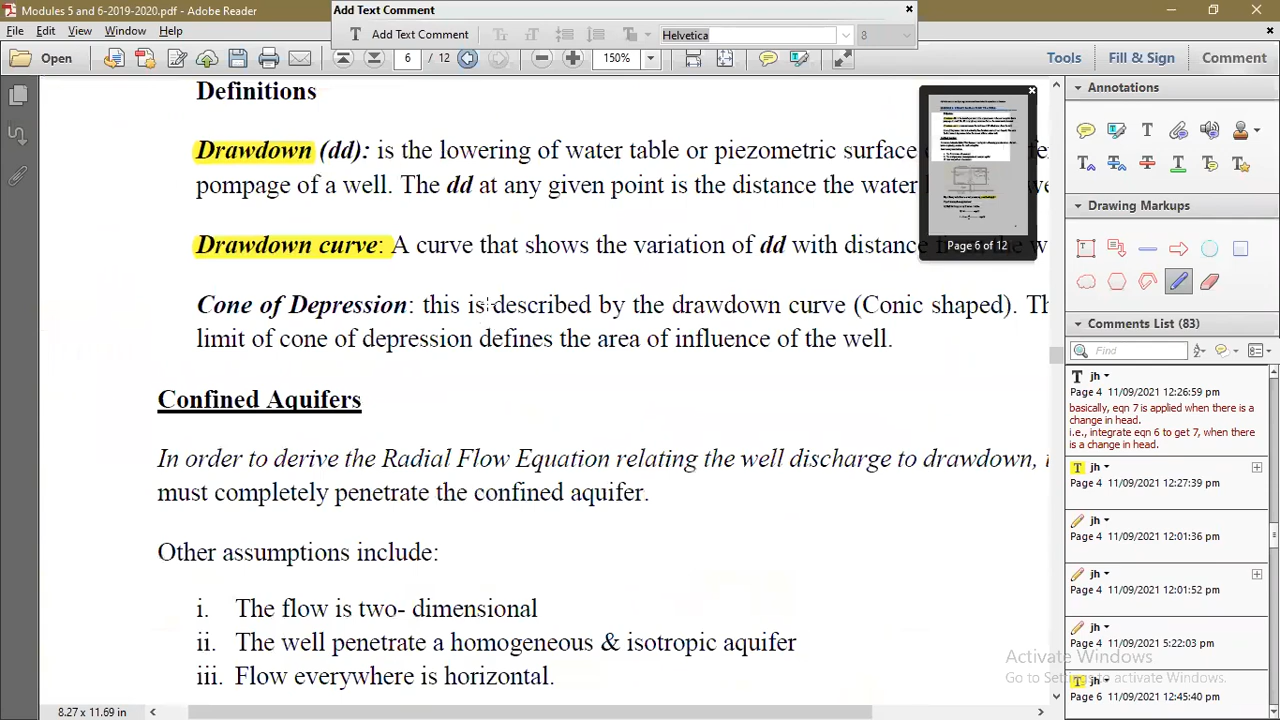 Modules 5 and 6-2019-2020.pdf - Adobe Reader
Add Text Comment
File Edit View Window Help
Add Text Comment
Helvetica
8
Open
6 / 12
150%
Tools
Fill & Sign
Comment
Definitions
Drawdown (dd): is the lowering of water table or piezometric surface
pompage of a well. The dd at any given point is the distance the water
Drawdown curve: A curve that shows the variation of dd with distance
Cone of Depression: this is described by the drawdown curve (Conic shaped).
limit of cone of depression defines the area of influence of the well.
Confined Aquifers
In order to derive the Radial Flow Equation relating the well discharge to drawdown,
must completely penetrate the confined aquifer.
Other assumptions include:
i. The flow is two- dimensional
ii. The well penetrate a homogeneous & isotropic aquifer
iii. Flow everywhere is horizontal.
Page 6 of 12
Annotations
Drawing Markups
Comments List (83)
Find
jh
Page 4 11/09/2021 12:26:59 pm
basically, eqn 7 is applied when there is a
change in head.
i.e., integrate eqn 6 to get 7, when there
is a change in head.
jh
Page 4 11/09/2021 12:27:39 pm
jh
Page 4 11/09/2021 12:01:36 pm
jh
Page 4 11/09/2021 12:01:52 pm
jh
Page 4 11/09/2021 5:22:03 pm
jh
Page 6 11/09/2021 12:45:40 pm
Activate Windows
Go to Settings to activate Windows.
8.27 x 11.69 in